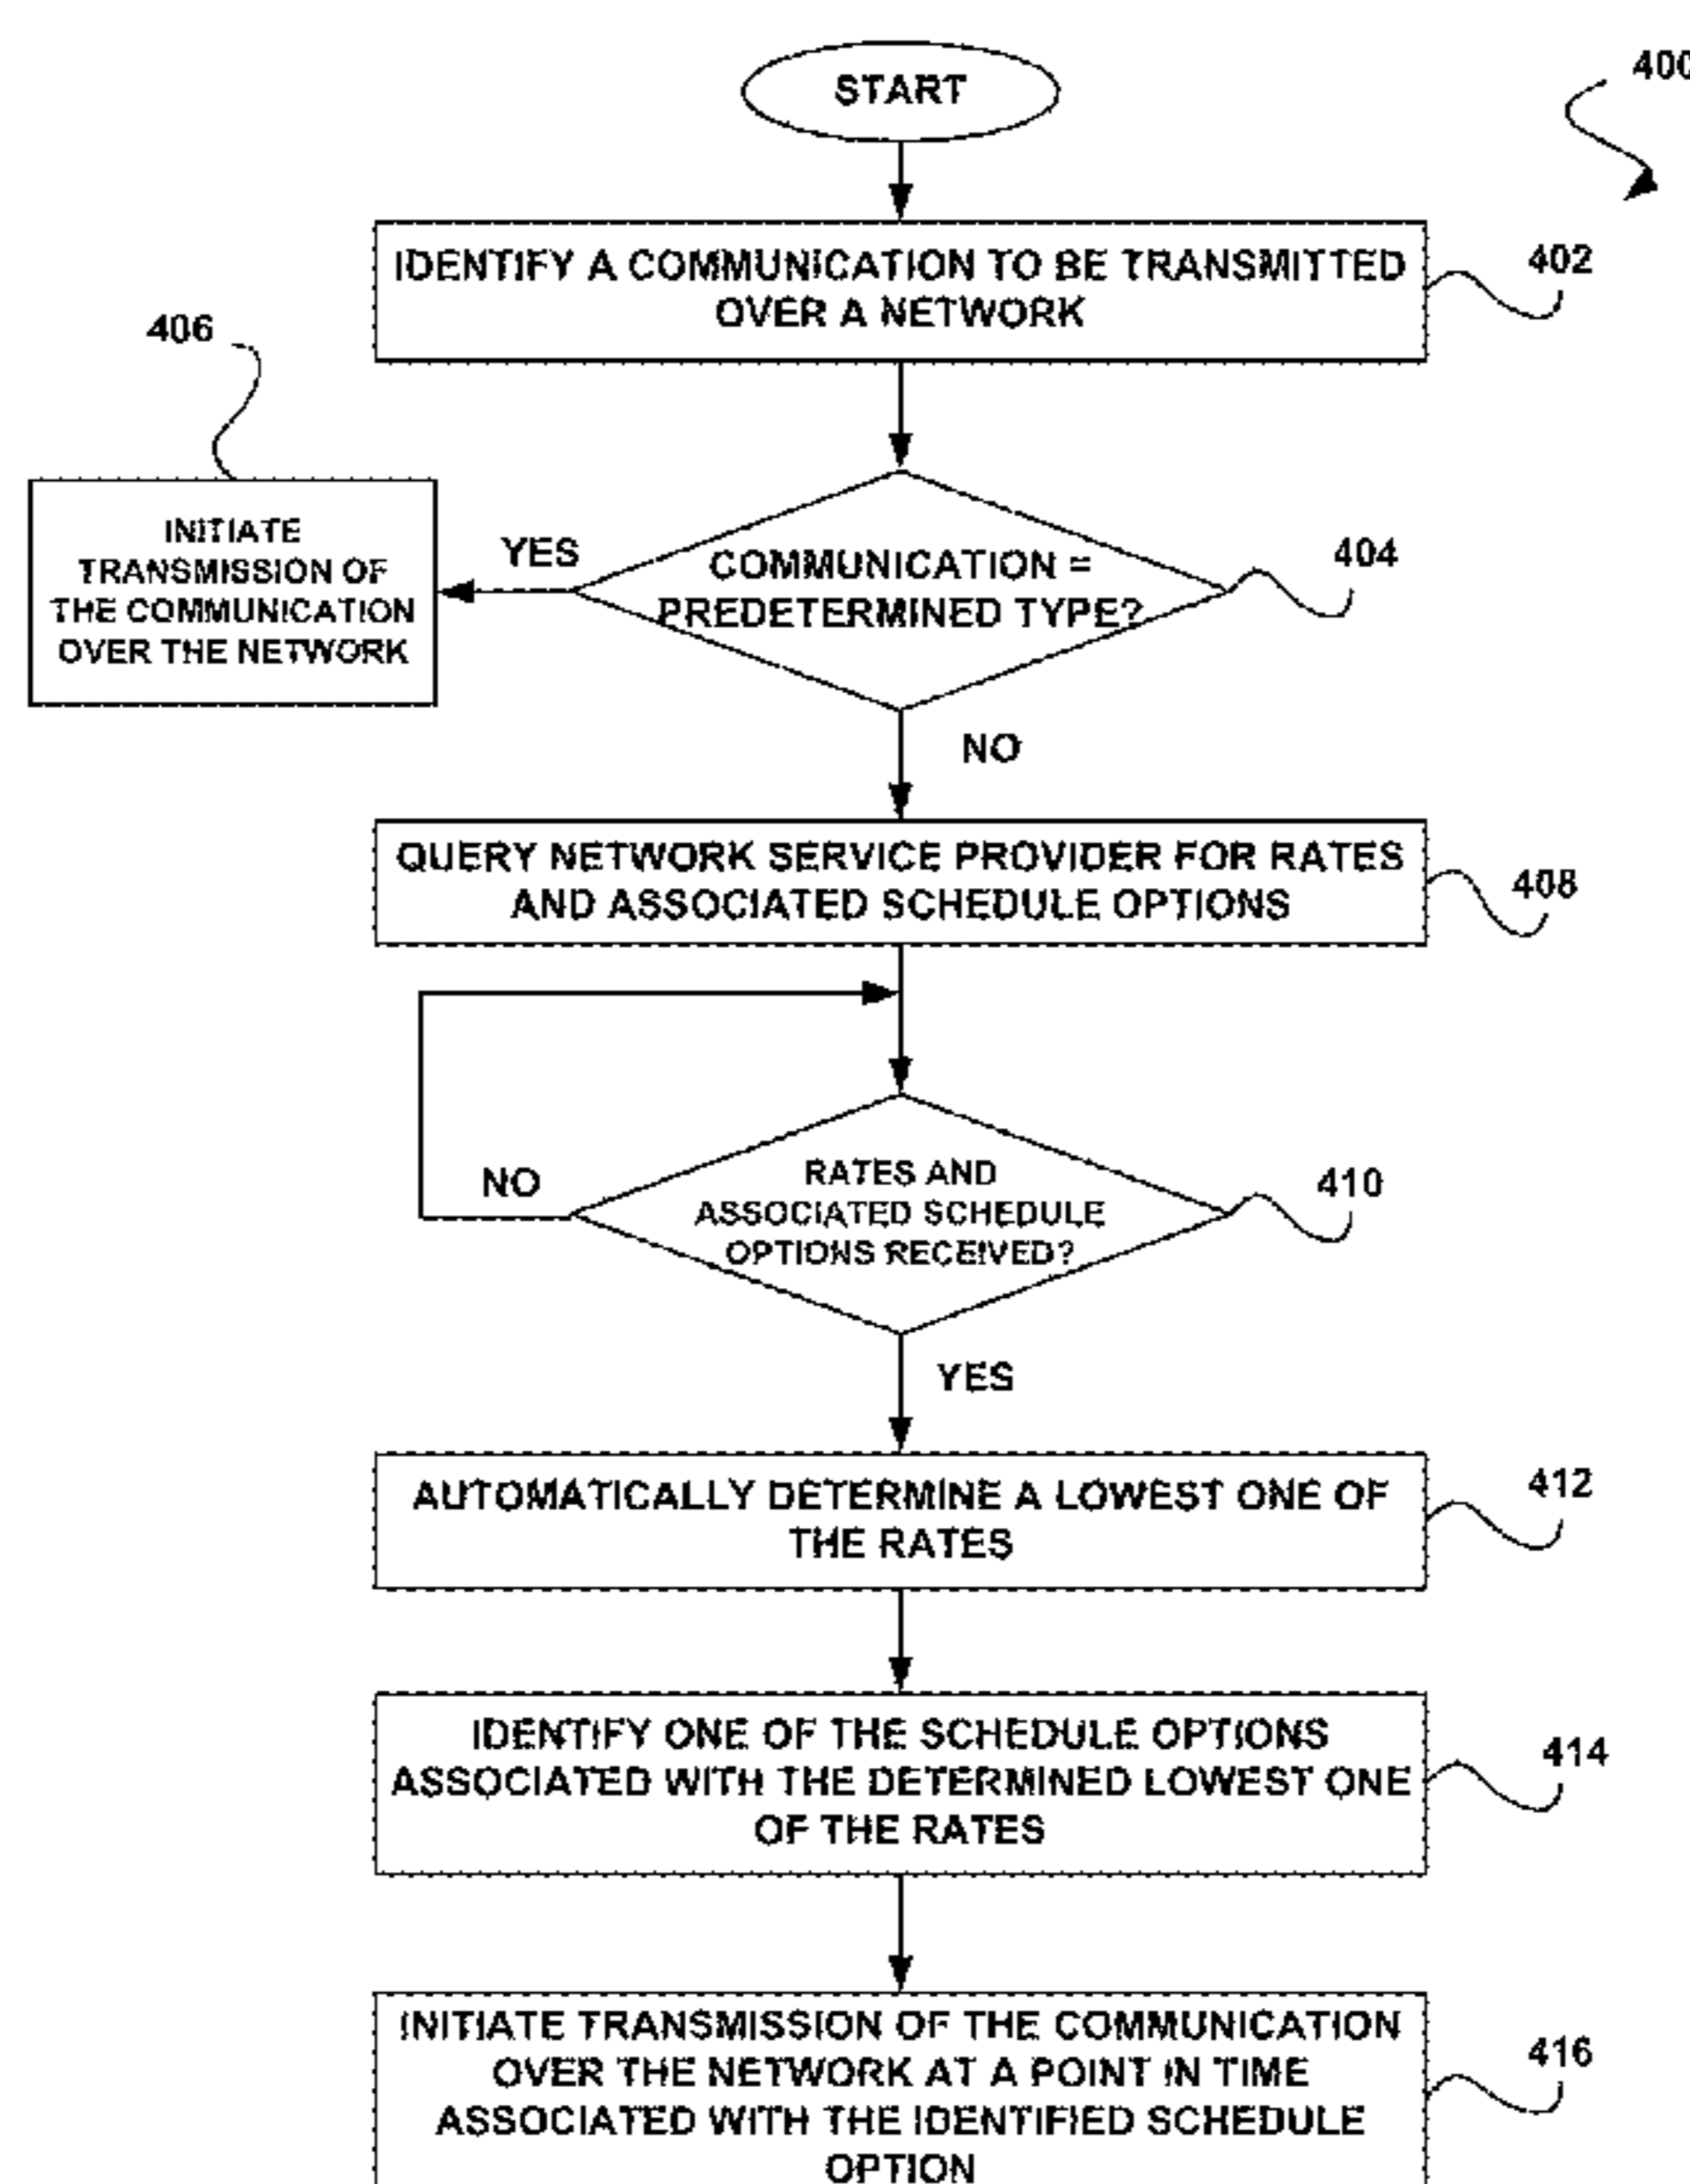 START
400
IDENTIFY A COMMUNICATION TO BE TRANSMITTED
OVER A NETWORK
402
406
INITIATE
TRANSMISSION OF
THE COMMUNICATION
OVER THE NETWORK
YES
COMMUNICATION =
PREDETERMINED TYPE?
404
NO
QUERY NETWORK SERVICE PROVIDER FOR RATES
AND ASSOCIATED SCHEDULE OPTIONS
408
NO
RATES AND
ASSOCIATED SCHEDULE
OPTIONS RECEIVED?
410
YES
AUTOMATICALLY DETERMINE A LOWEST ONE OF
THE RATES
412
IDENTIFY ONE OF THE SCHEDULE OPTIONS
ASSOCIATED WITH THE DETERMINED LOWEST ONE
OF THE RATES
414
INITIATE TRANSMISSION OF THE COMMUNICATION
OVER THE NETWORK AT A POINT IN TIME
ASSOCIATED WITH THE IDENTIFIED SCHEDULE
OPTION
416